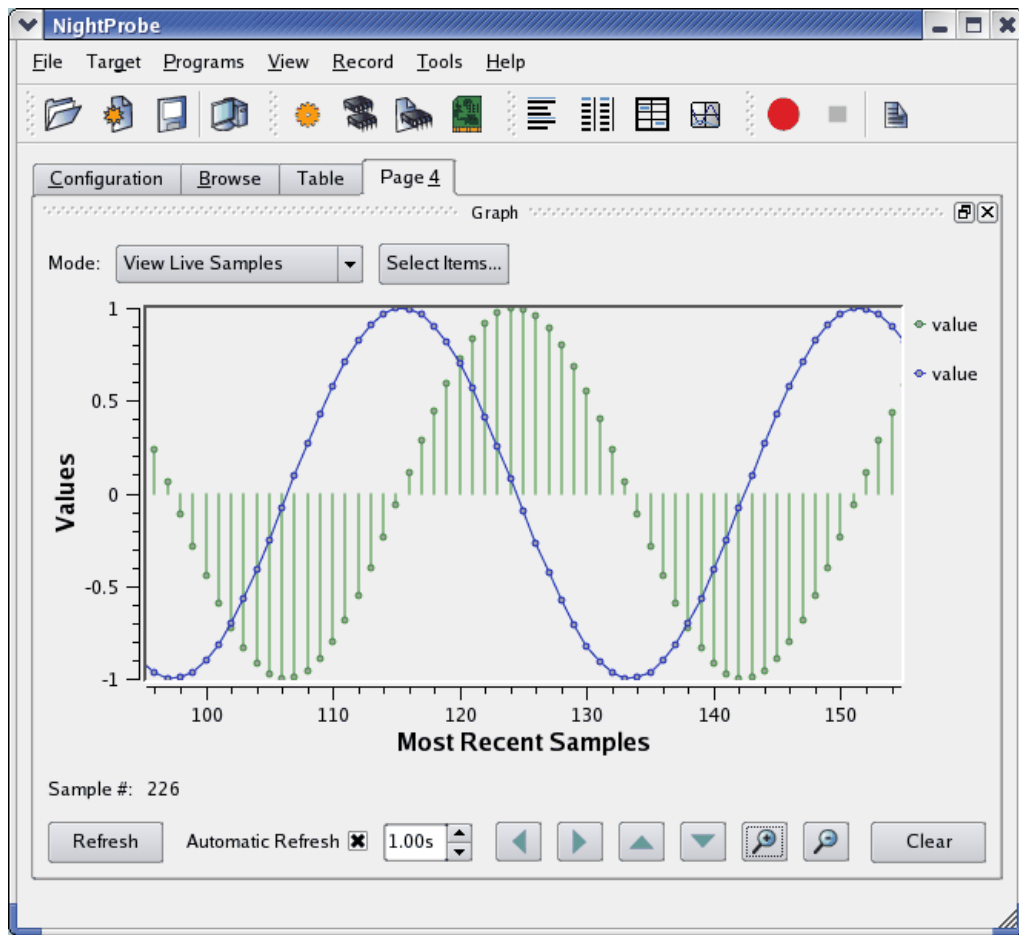 NightProbe
File Target Programs View Record Tools Help
Configuration Browse Table Page 4
Graph
Mode: View Live Samples Select Items...
1
0.5
0
-0.5
-1
Values
value
value
100 110 120 130 140 150
Most Recent Samples
Sample #: 226
Refresh Automatic Refresh 1.00s Clear